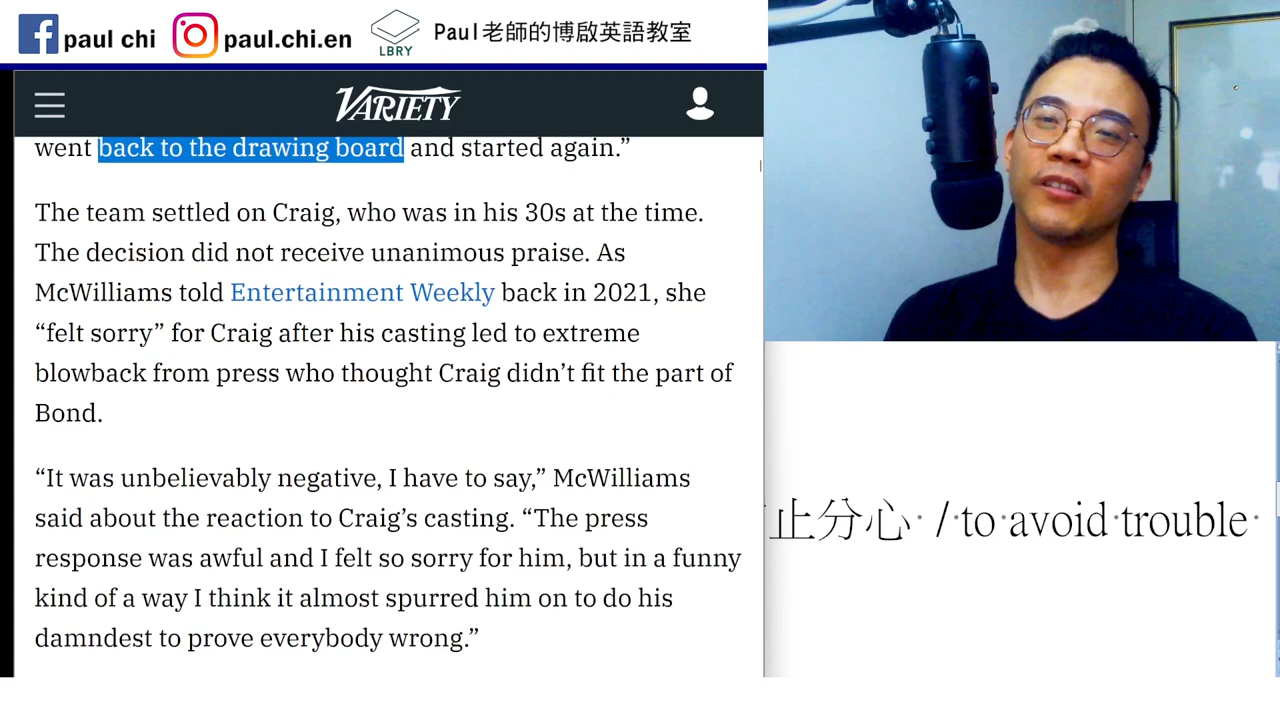 paul chi
paul.chi.en
LBRY
Paul老師的博啟英語教室
VARIETY
went back to the drawing board and started again.”
The team settled on Craig, who was in his 30s at the time.
The decision did not receive unanimous praise. As
McWilliams told Entertainment Weekly back in 2021, she
“felt sorry” for Craig after his casting led to extreme
blowback from press who thought Craig didn’t fit the part of
Bond.
“It was unbelievably negative, I have to say,” McWilliams
said about the reaction to Craig’s casting. “The press
response was awful and I felt so sorry for him, but in a funny
kind of a way I think it almost spurred him on to do his
damndest to prove everybody wrong.”
止分心 / to avoid trouble